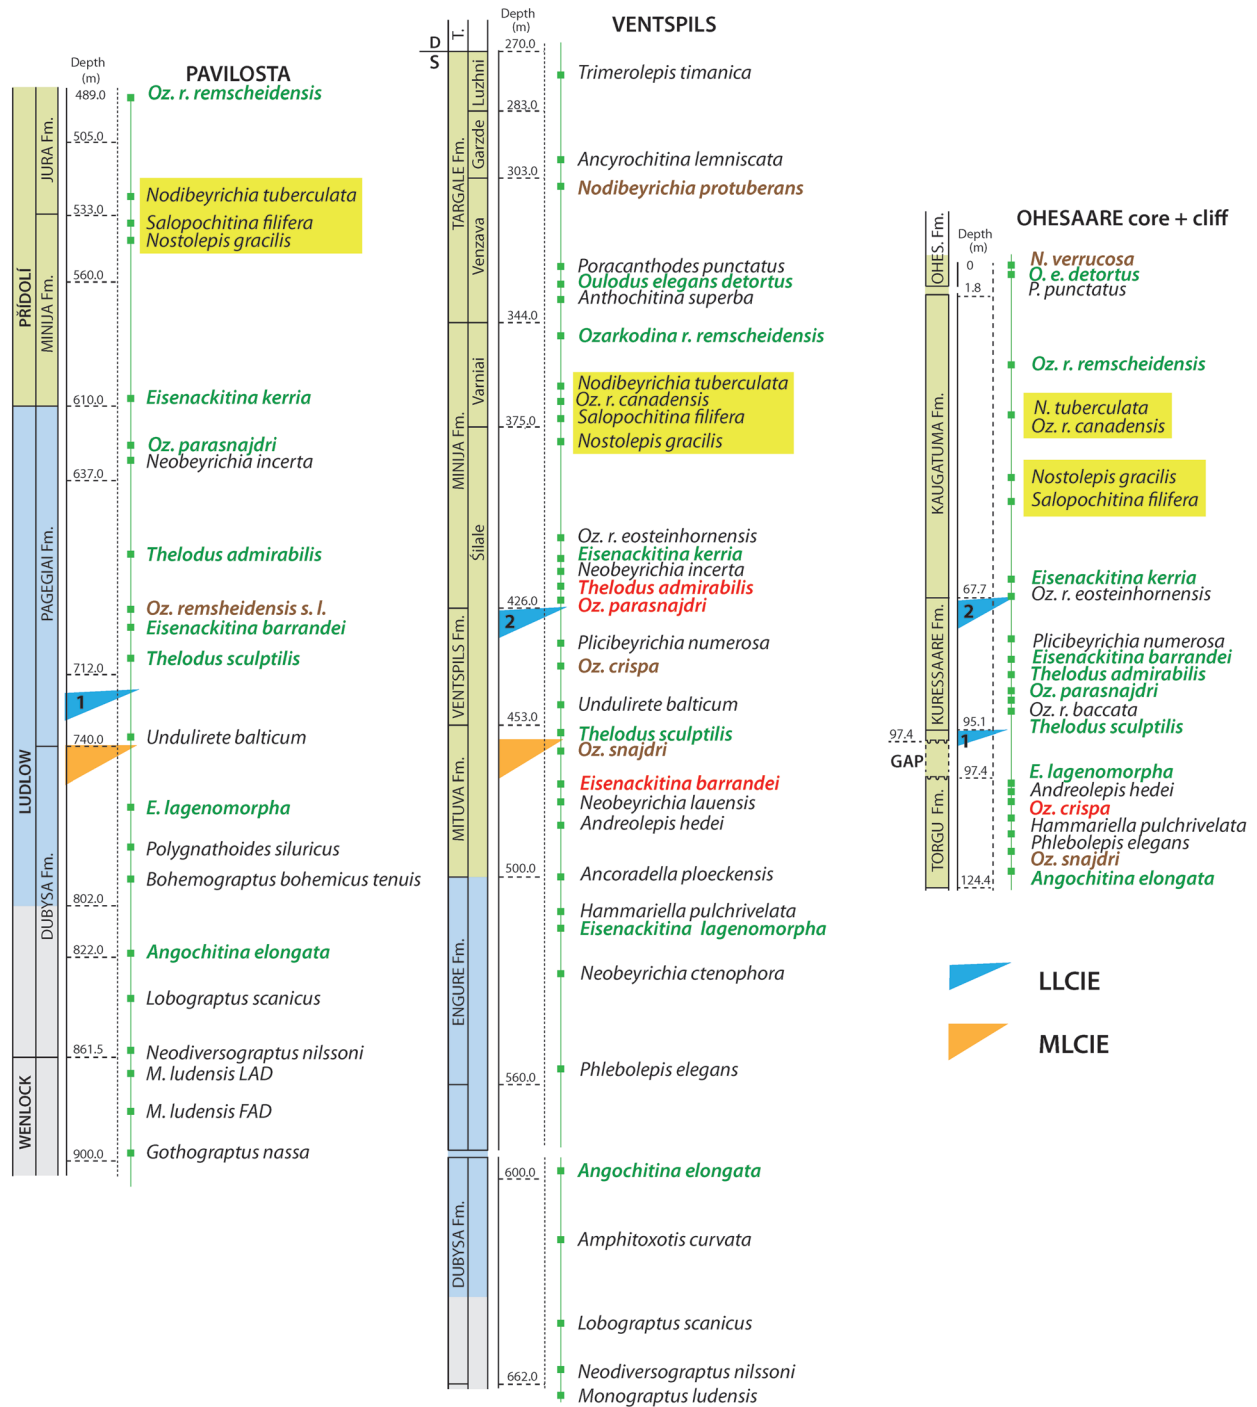 PAVILOSTA
Depth
(m)
489.0
505.0
533.0
560.0
610.0
637.0
712.0
740.0
802.0
822.0
861.5
900.0
JURA Fm.
MINIJA Fm.
PŘÍDOLÍ
PAGEGIAI Fm.
LUDLOW
DUBYSA Fm.
WENLOCK
1
Oz. r. remscheidensis
Nodibeyrichia tuberculata
Salopochitina filifera
Nostolepis gracilis
Eisenackitina kerria
Oz. parasnajdri
Neobeyrichia incerta
Thelodus admirabilis
Oz. remsheidensis s. l.
Eisenackitina barrandei
Thelodus sculptilis
Undulirete balticum
E. lagenomorpha
Polygnathoides siluricus
Bohemograptus bohemicus tenuis
Angochitina elongata
Lobograptus scanicus
Neodiversograptus nilssoni
M. ludensis LAD
M. ludensis FAD
Gothograptus nassa
VENTSPILS
Depth
(m)
D
S
T.
270.0
283.0
303.0
344.0
375.0
426.0
453.0
500.0
560.0
600.0
662.0
Luzhni
Garzde
TARGALE Fm.
Venzava
Varniai
MINIJA Fm.
Śilale
VENTSPILS Fm.
MITUVA Fm.
ENGURE Fm.
DUBYSA Fm.
2
Trimerolepis timanica
Ancyrochitina lemniscata
Nodibeyrichia protuberans
Poracanthodes punctatus
Oulodus elegans detortus
Anthochitina superba
Ozarkodina r. remscheidensis
Nodibeyrichia tuberculata
Oz. r. canadensis
Salopochitina filifera
Nostolepis gracilis
Oz. r. eosteinhornensis
Eisenackitina kerria
Neobeyrichia incerta
Thelodus admirabilis
Oz. parasnajdri
Plicibeyrichia numerosa
Oz. crispa
Undulirete balticum
Thelodus sculptilis
Oz. snajdri
Eisenackitina barrandei
Neobeyrichia lauensis
Andreolepis hedei
Ancoradella ploeckensis
Hammariella pulchrivelata
Eisenackitina lagenomorpha
Neobeyrichia ctenophora
Phlebolepis elegans
Angochitina elongata
Amphitoxotis curvata
Lobograptus scanicus
Neodiversograptus nilssoni
Monograptus ludensis
OHESAARE core + cliff
Depth
(m)
0
1.8
67.7
95.1
97.4
97.4
124.4
OHES. Fm.
KAUGATUMA Fm.
KURESSAARE Fm.
GAP
TORGU Fm.
2
1
N. verrucosa
O. e. detortus
P. punctatus
Oz. r. remscheidensis
N. tuberculata
Oz. r. canadensis
Nostolepis gracilis
Salopochitina filifera
Eisenackitina kerria
Oz. r. eosteinhornensis
Plicibeyrichia numerosa
Eisenackitina barrandei
Thelodus admirabilis
Oz. parasnajdri
Oz. r. baccata
Thelodus sculptilis
E. lagenomorpha
Andreolepis hedei
Oz. crispa
Hammariella pulchrivelata
Phlebolepis elegans
Oz. snajdri
Angochitina elongata
LLCIE
MLCIE